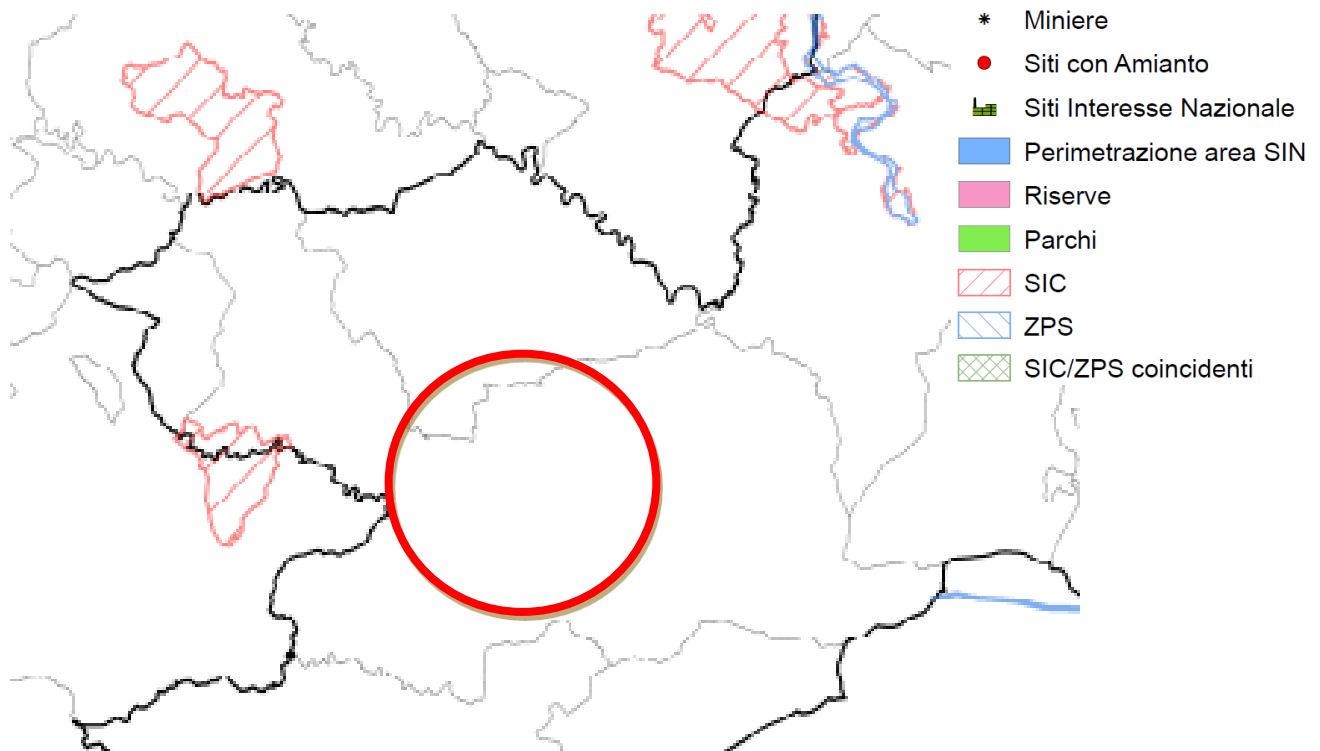 Miniere
Siti con Amianto
Siti Interesse Nazionale
Perimetrazione area SIN
Riserve
Parchi
SIC
ZPS
SIC/ZPS coincidenti